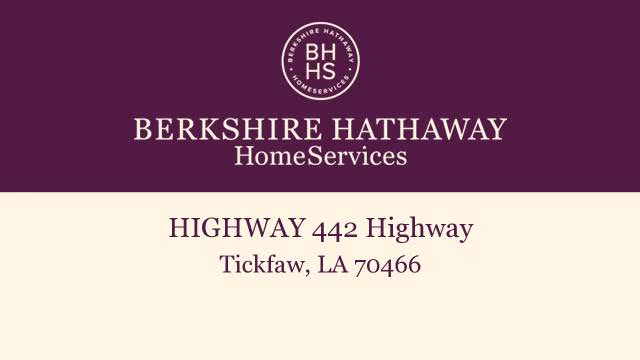 BERKSHIRE HATHAWAY
BH
HS
HOMESERVICES
BERKSHIRE HATHAWAY
HomeServices
HIGHWAY 442 Highway
Tickfaw, LA 70466